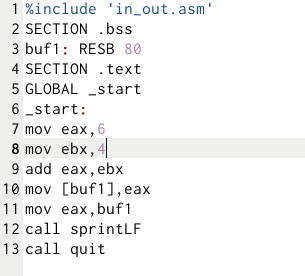 1 %include 'in_out.asm'
2 SECTION .bss
3 buf1: RESB 80
4 SECTION .text
5 GLOBAL _start
6 _start:
7 mov eax,6
8 mov ebx,4
9 add eax,ebx
10 mov [buf1],eax
11 mov eax,buf1
12 call sprintLF
13 call quit